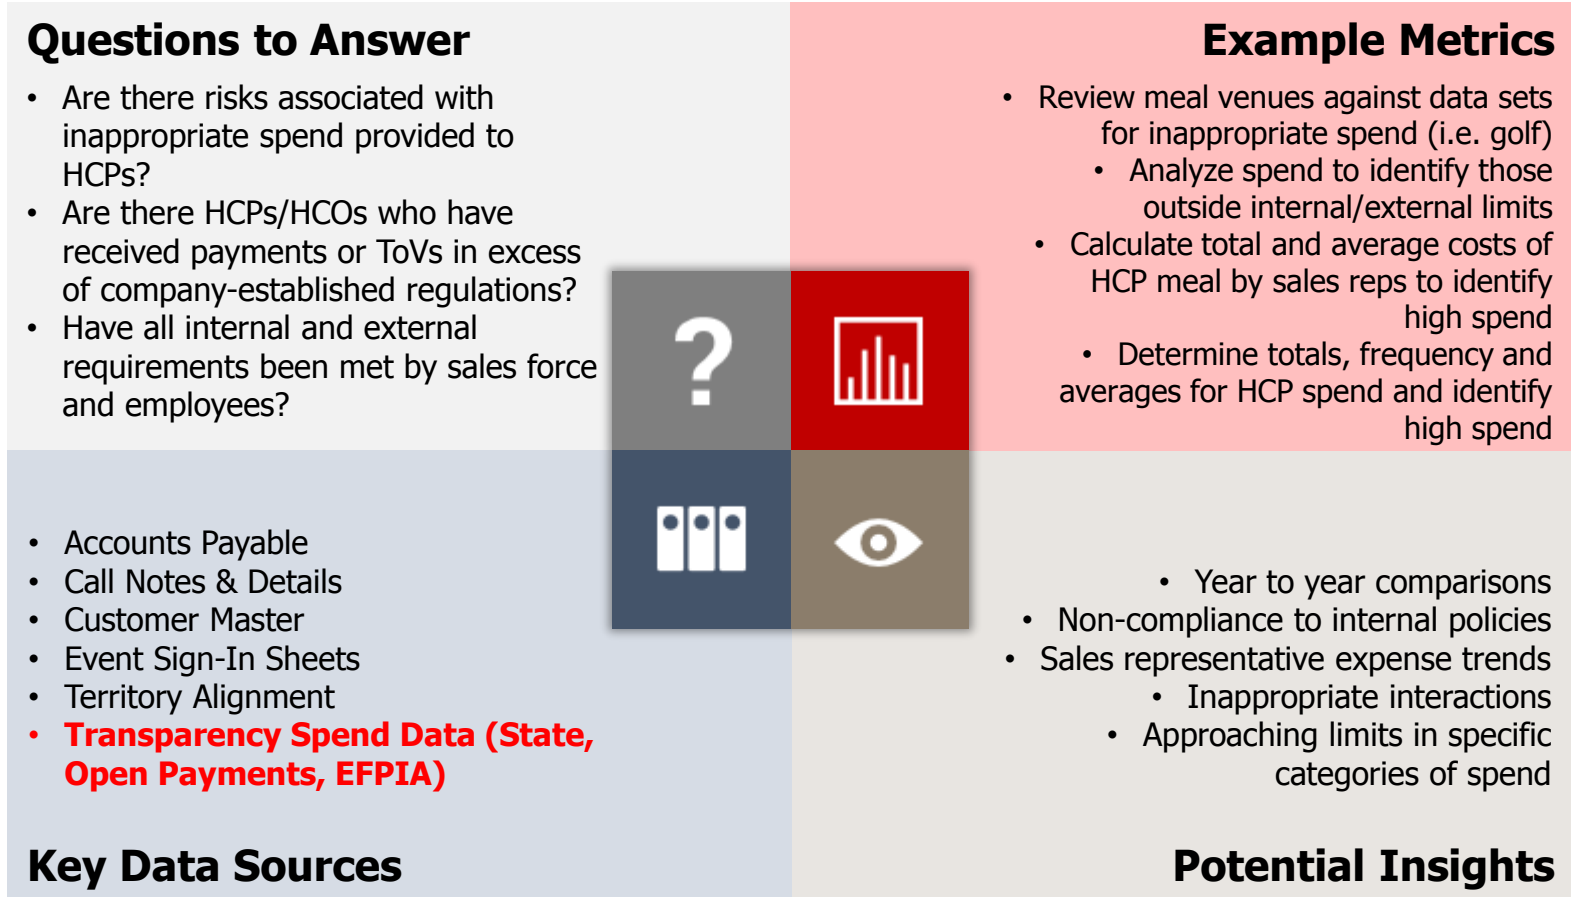 Questions to Answer
• Are there risks associated with
inappropriate spend provided to
HCPs?
• Are there HCPs/HCOs who have
received payments or ToVs in excess
of company-established regulations?
• Have all internal and external
requirements been met by sales force
and employees?
Example Metrics
• Review meal venues against data sets
for inappropriate spend (i.e. golf)
• Analyze spend to identify those
outside internal/external limits
• Calculate total and average costs of
HCP meal by sales reps to identify
high spend
• Determine totals, frequency and
averages for HCP spend and identify
high spend
?
• Accounts Payable
• Call Notes & Details
• Customer Master
• Event Sign-In Sheets
• Territory Alignment
• Transparency Spend Data (State,
Open Payments, EFPIA)
Key Data Sources
• Year to year comparisons
• Non-compliance to internal policies
• Sales representative expense trends
• Inappropriate interactions
• Approaching limits in specific
categories of spend
Potential Insights